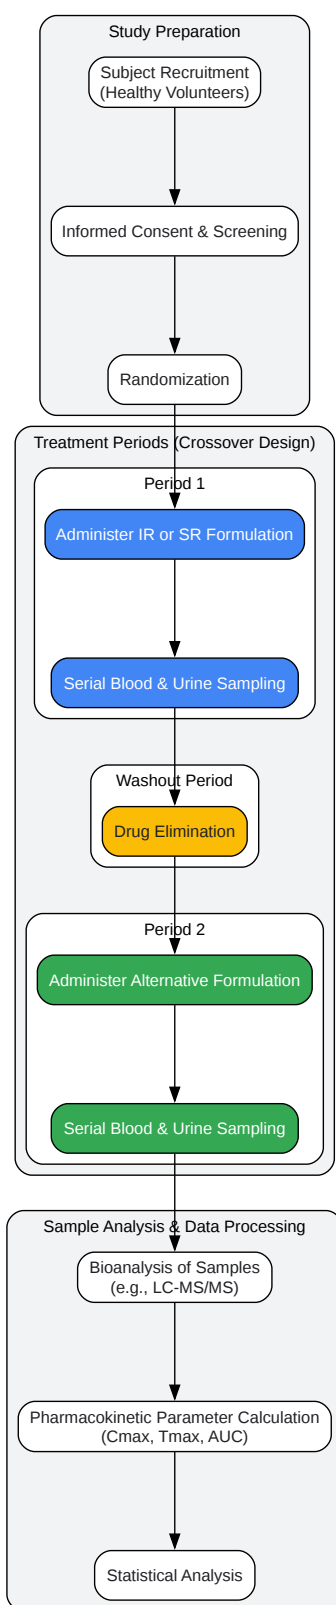 Study Preparation
Subject Recruitment
(Healthy Volunteers)
Informed Consent & Screening
Randomization
Treatment Periods (Crossover Design)
Period 1
Administer IR or SR Formulation
Serial Blood & Urine Sampling
Washout Period
Drug Elimination
Period 2
Administer Alternative Formulation
Serial Blood & Urine Sampling
Sample Analysis & Data Processing
Bioanalysis of Samples
(e.g., LC-MS/MS)
Pharmacokinetic Parameter Calculation
(Cmax, Tmax, AUC)
Statistical Analysis